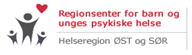 Regionsenter for barn og
unges psykiske helse
Helseregion ØST og SØR